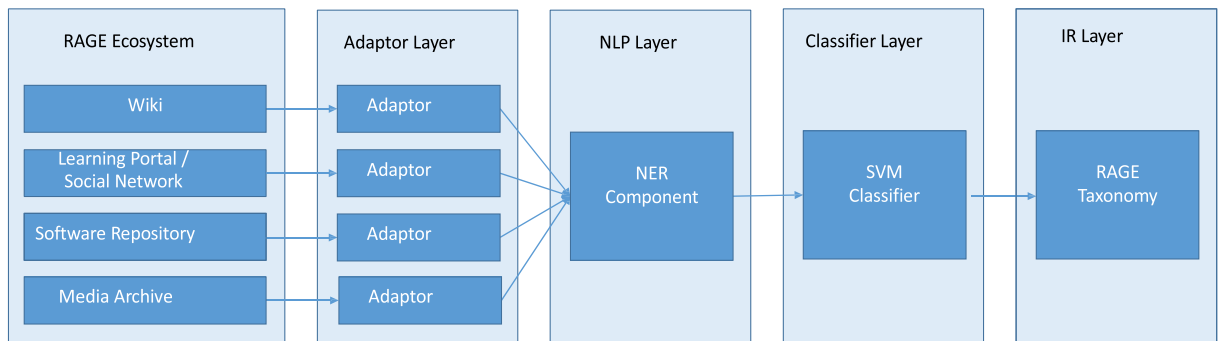 RAGE Ecosystem
Wiki
Learning Portal /
Social Network
Software Repository
Media Archive
Adaptor Layer
Adaptor
Adaptor
Adaptor
Adaptor
NLP Layer
NER
Component
Classifier Layer
SVM
Classifier
IR Layer
RAGE
Taxonomy